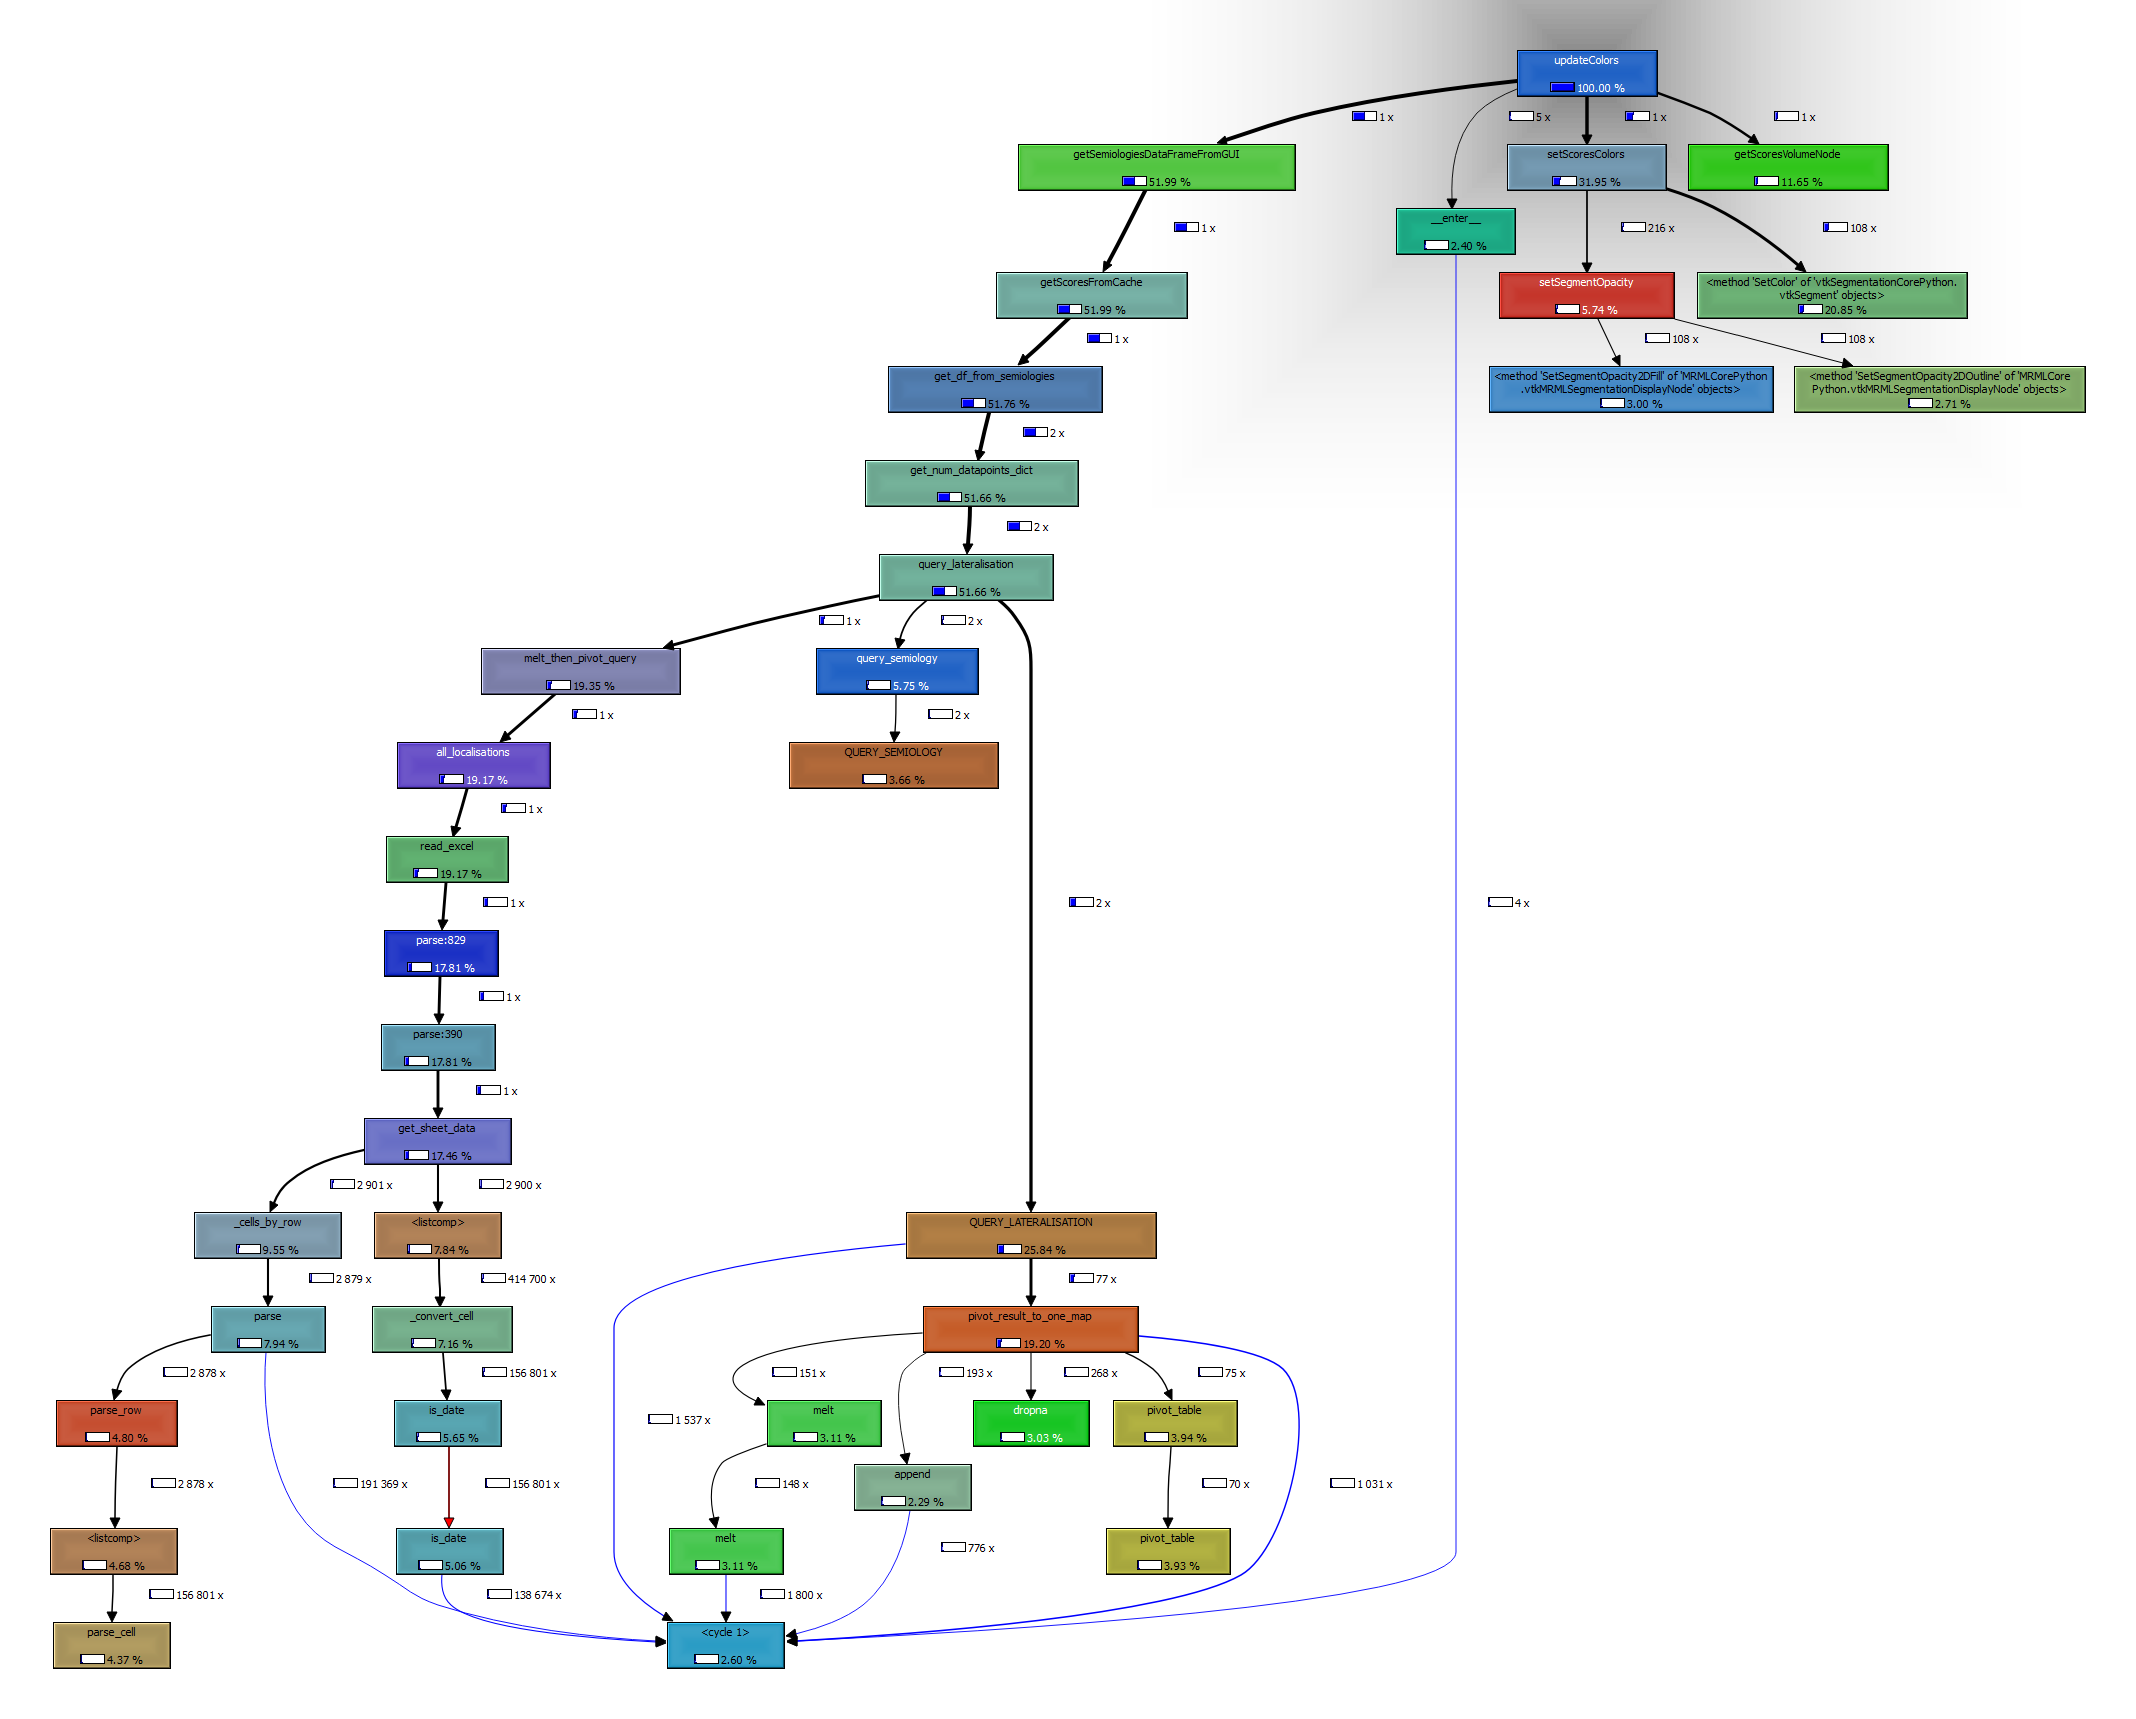 updateColors
100.00 %
1 x
5 x
1 x
1 x
getSemiologiesDataFrameFromGUI
51.99 %
setScoresColors
31.95 %
getScoresVolumeNode
11.65 %
1 x
__enter__
2.40 %
216 x
108 x
getScoresFromCache
51.99 %
setSegmentOpacity
5.74 %
<method 'SetColor' of 'vtkSegmentationCorePython.
vtkSegment' objects>
20.85 %
1 x
108 x
108 x
get_df_from_semiologies
51.76 %
<method 'SetSegmentOpacity2DFill' of 'MRMLCorePython
.vtkMRMLSegmentationDisplayNode' objects>
3.00 %
<method 'SetSegmentOpacity2DOutline' of 'MRMLCore
Python.vtkMRMLSegmentationDisplayNode' objects>
2.71 %
2 x
get_num_datapoints_dict
51.66 %
2 x
query_lateralisation
51.66 %
1 x
2 x
melt_then_pivot_query
19.35 %
query_semiology
5.75 %
1 x
2 x
all_localisations
19.17 %
QUERY_SEMIOLOGY
3.66 %
1 x
read_excel
19.17 %
1 x
2 x
4 x
parse:829
17.81 %
1 x
parse:390
17.81 %
1 x
get_sheet_data
17.46 %
2 901 x
2 900 x
_cells_by_row
9.55 %
<listcomp>
7.84 %
QUERY_LATERALISATION
25.84 %
2 879 x
414 700 x
77 x
parse
7.94 %
_convert_cell
7.16 %
pivot_result_to_one_map
19.20 %
2 878 x
156 801 x
151 x
193 x
268 x
75 x
parse_row
4.80 %
is_date
5.65 %
1 537 x
melt
3.11 %
dropna
3.03 %
pivot_table
3.94 %
2 878 x
191 369 x
156 801 x
148 x
append
2.29 %
70 x
1 031 x
<listcomp>
4.68 %
is_date
5.06 %
melt
3.11 %
776 x
pivot_table
3.93 %
156 801 x
138 674 x
1 800 x
parse_cell
4.37 %
<cycle 1>
2.60 %